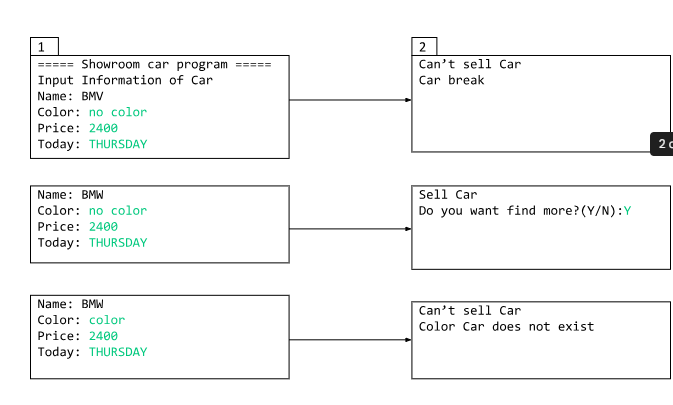 1
===== Showroom car program =====
Input Information of Car
Name: BMV
Color: no color
Price: 2400
Today: THURSDAY
2
Can’t sell Car
Car break
2 c
Name: BMW
Color: no color
Price: 2400
Today: THURSDAY
Sell Car
Do you want find more?(Y/N):Y
Name: BMW
Color: color
Price: 2400
Today: THURSDAY
Can’t sell Car
Color Car does not exist